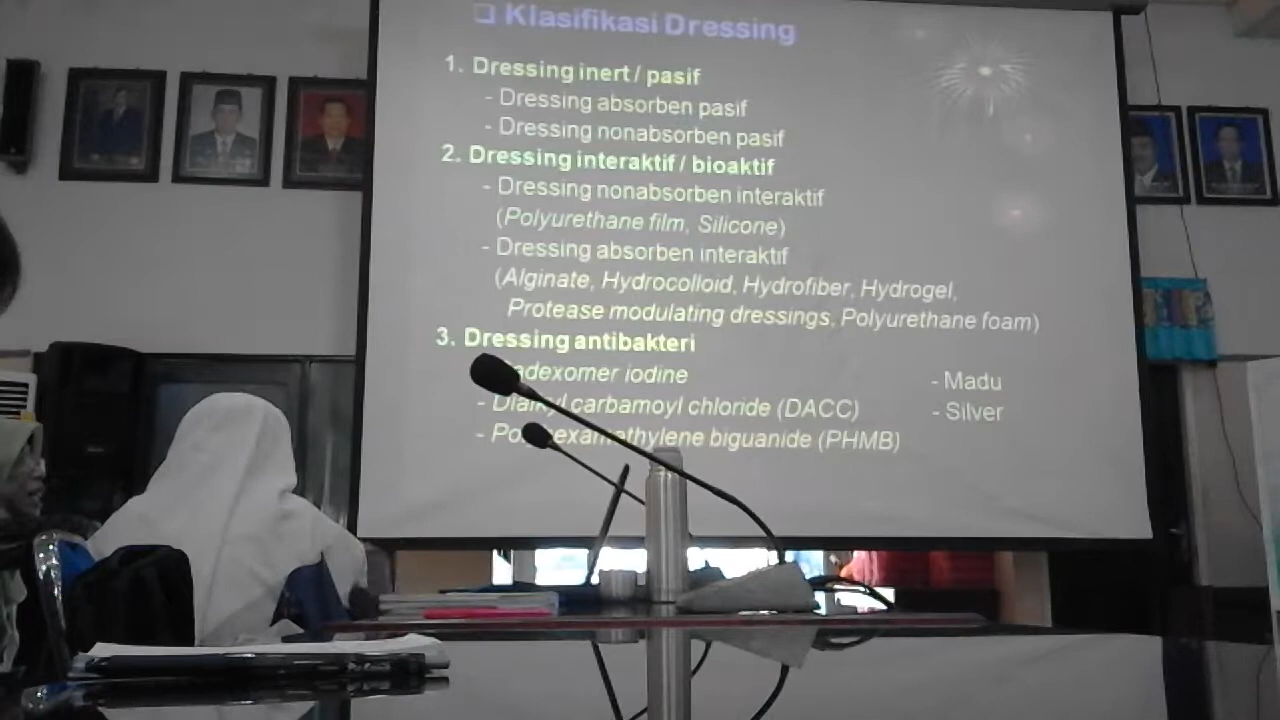 ❑ Klasifikasi Dressing
1. Dressing inert / pasif
- Dressing absorben pasif
- Dressing nonabsorben pasif
2. Dressing interaktif / bioaktif
- Dressing nonabsorben interaktif
(Polyurethane film, Silicone)
- Dressing absorben interaktif
(Alginate, Hydrocolloid, Hydrofiber, Hydrogel,
Protease modulating dressings, Polyurethane foam)
3. Dressing antibakteri
iodine
- Madu
- Dialkyl carbamoyl chloride (DACC)
- Silver
biguanide (PHMB)